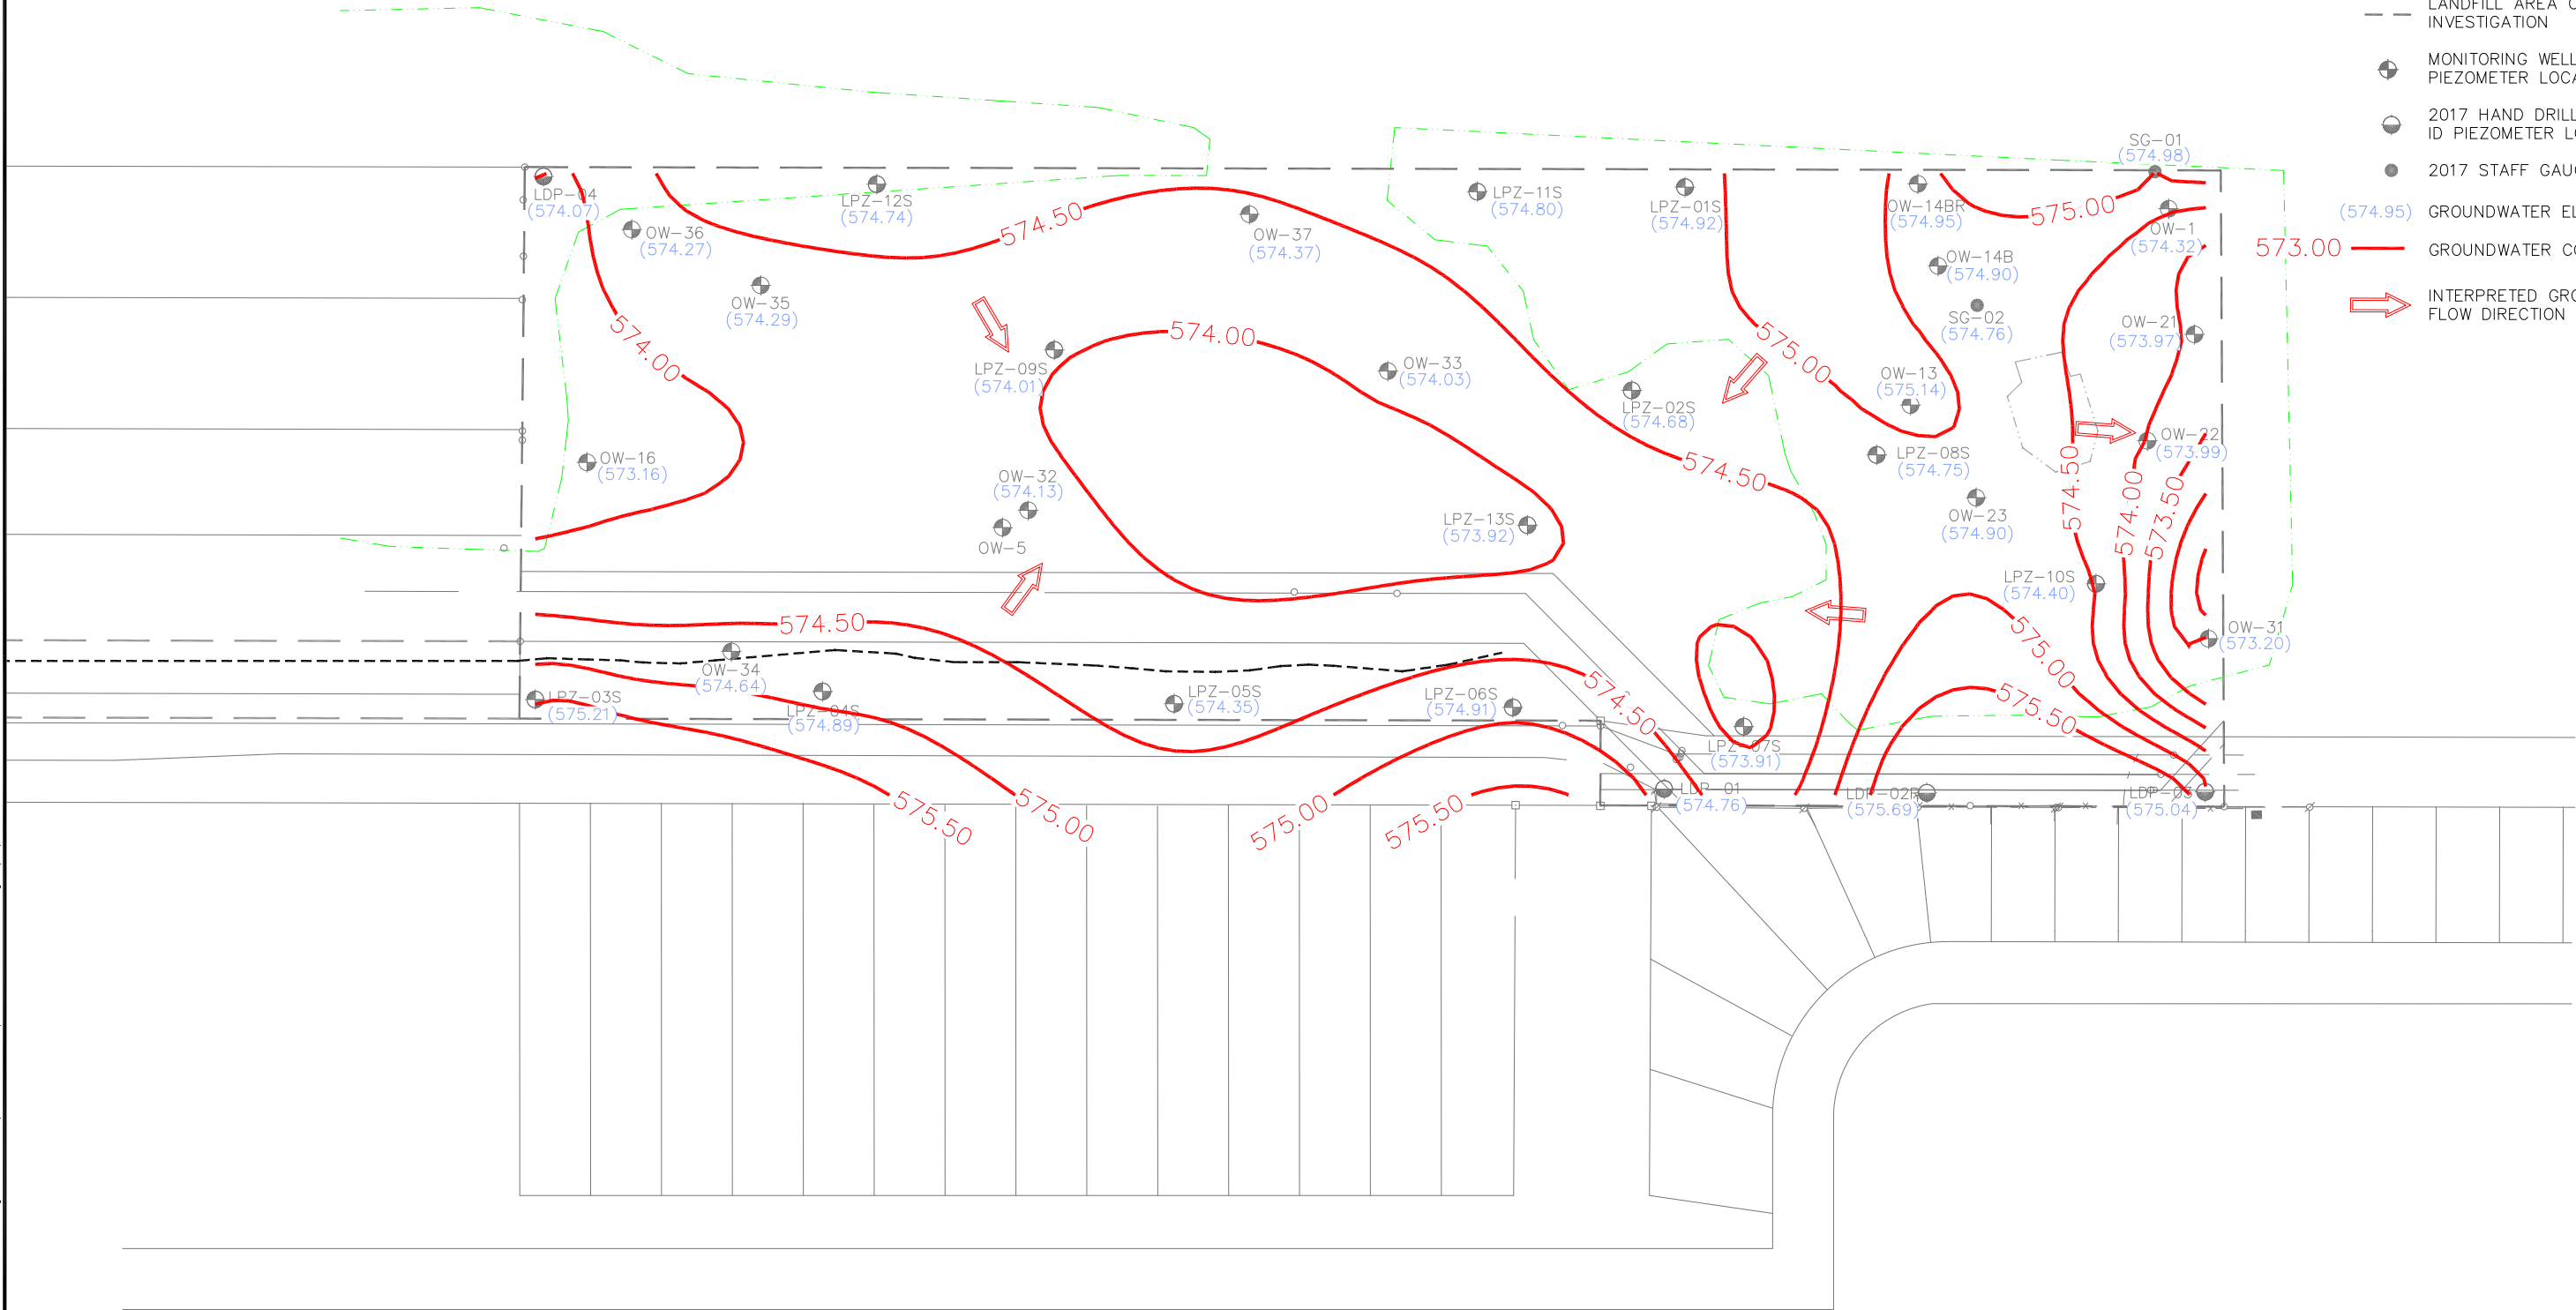 LANDFILL AREA
INVESTIGATION
MONITORING WELL
PIEZOMETER
2017 HAND
ID PIEZOMETER
2017 STAFF
(574.95) GROUNDWATER
573.00 GROUNDWATER
INTERPRETED
FLOW DIRECTION
SG-01
(574.98)
LDP-04
(574.07)
LPZ-12S
(574.74)
OW-36
(574.27)
574.50
OW-37
(574.37)
LPZ-11S
(574.80)
LPZ-01S
(574.92)
OW-14BR
(574.95)
575.00
OW-1
(574.32)
OW-14B
(574.90)
OW-35
(574.29)
574.00
574.00
SG-02
(574.76)
OW-21
(573.97)
575.00
LPZ-09S
(574.01)
OW-33
(574.03)
OW-13
(575.14)
LPZ-02S
(574.68)
OW-22
(573.99)
OW-16
(573.16)
574.50
LPZ-08S
(574.75)
574.50
574.00
573.50
OW-32
(574.13)
OW-5
LPZ-13S
(573.92)
OW-23
(574.90)
LPZ-10S
(574.40)
574.50
575.00
OW-31
(573.20)
OW-34
(574.64)
LPZ-03S
(575.21)
LPZ-04S
(574.89)
LPZ-05S
(574.35)
LPZ-06S
(574.91)
574.50
575.50
LPZ-07S
(573.91)
LDP-01
(574.76)
LDP-02R
(575.69)
LDP-03
(575.04)
575.50
575.00
575.00
575.50